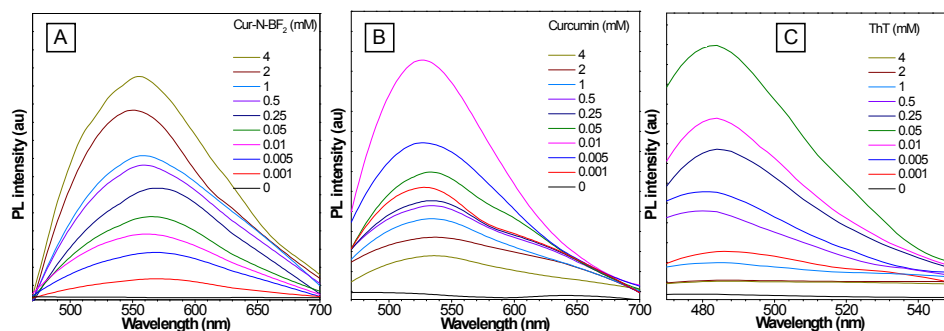 A
Cur-N-BF₂ (mM)
4
2
1
0.5
0.25
0.05
0.01
0.005
0.001
0
PL intensity (au)
500 550 600 650 700
Wavelength (nm)
B
Curcumin (mM)
4
2
1
0.5
0.25
0.05
0.01
0.005
0.001
0
PL intensity (au)
500 550 600 650 700
Wavelength (nm)
C
ThT (mM)
4
2
1
0.5
0.25
0.05
0.01
0.005
0.001
0
PL intensity (au)
480 500 520 540
Wavelength (nm)